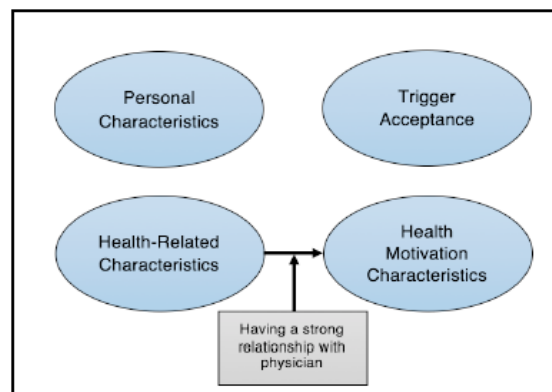 Personal
Characteristics
Trigger
Acceptance
Health-Related
Characteristics
Health
Motivation
Characteristics
Having a strong
relationship with
physician